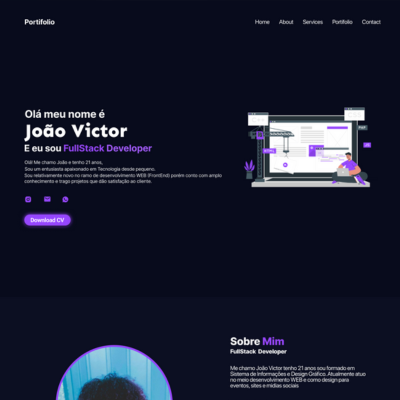 Portifolio
Home About Services Portifolio Contact
Olá meu nome é
João Victor
E eu sou FullStack Developer
Olá! Me chamo João e tenho 21 anos,
Sou um entusiasta apaixonado em Tecnologia desde pequeno.
Sou relativamente novo no ramo de desenvolvimento WEB (FrontEnd) porém conto com amplo
conhecimento e trago projetos que dão satisfação ao cliente.
Download CV
Sobre Mim
FullStack Developer
Me chamo João Victor tenho 21 anos sou formado em
Sistema de Informações e Design Gráfico. Atualmente atuo
no meio desenvolvimento WEB e como design para
eventos, sites e mídias sociais